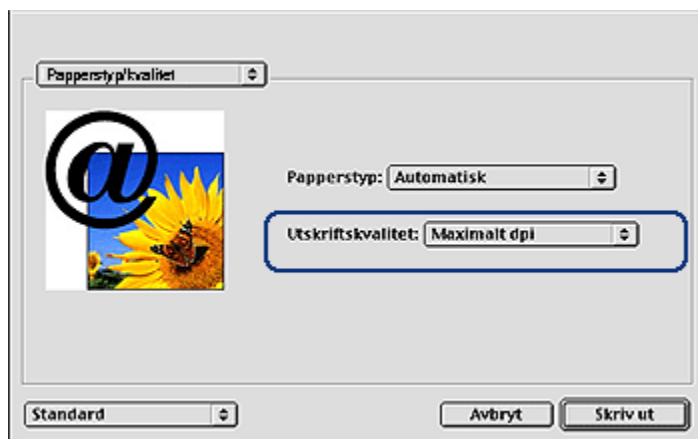 Papperstyp/kvalitet
@
Papperstyp: Automatisk
Utskriftskvalitet: Maximalt dpi
Standard
Avbryt
Skriv ut